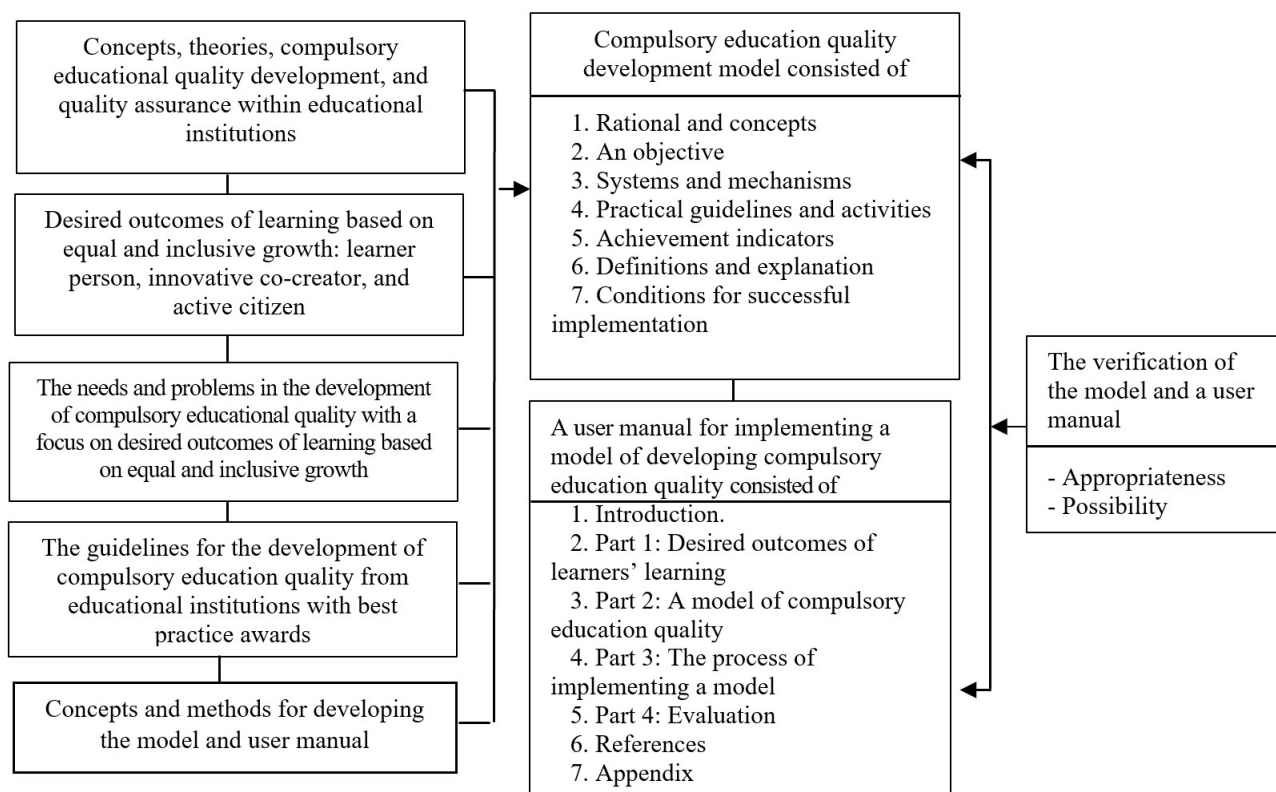 Concepts, theories, compulsory
educational quality development, and
quality assurance within educational
institutions
Desired outcomes of learning based on
equal and inclusive growth: learner
person, innovative co-creator, and
active citizen
The needs and problems in the development
of compulsory educational quality with a
focus on desired outcomes of learning based
on equal and inclusive growth
The guidelines for the development of
compulsory education quality from
educational institutions with best
practice awards
Concepts and methods for developing
the model and user manual
Compulsory education quality
development model consisted of
1. Rational and concepts
2. An objective
3. Systems and mechanisms
4. Practical guidelines and activities
5. Achievement indicators
6. Definitions and explanation
7. Conditions for successful
implementation
A user manual for implementing a
model of developing compulsory
education quality consisted of
1. Introduction.
2. Part 1: Desired outcomes of
learners’ learning
3. Part 2: A model of compulsory
education quality
4. Part 3: The process of
implementing a model
5. Part 4: Evaluation
6. References
7. Appendix
The verification of
the model and a user
manual
- Appropriateness
- Possibility